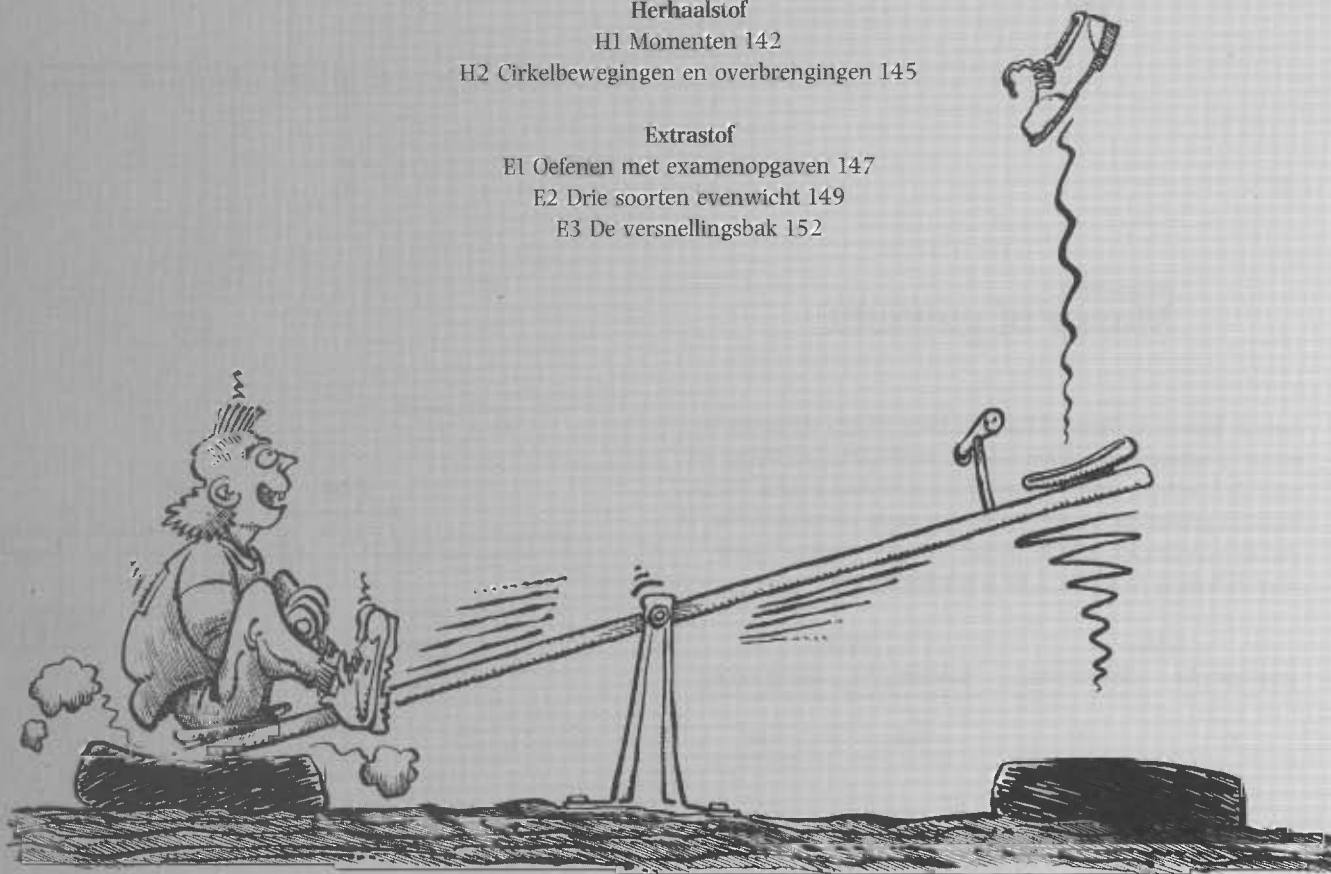 Herhaalstof
H1 Momenten 142
H2 Cirkelbewegingen en overbrengingen 145
Extrastof
E1 Oefenen met examenopgaven 147
E2 Drie soorten evenwicht 149
E3 De versnellingsbak 152